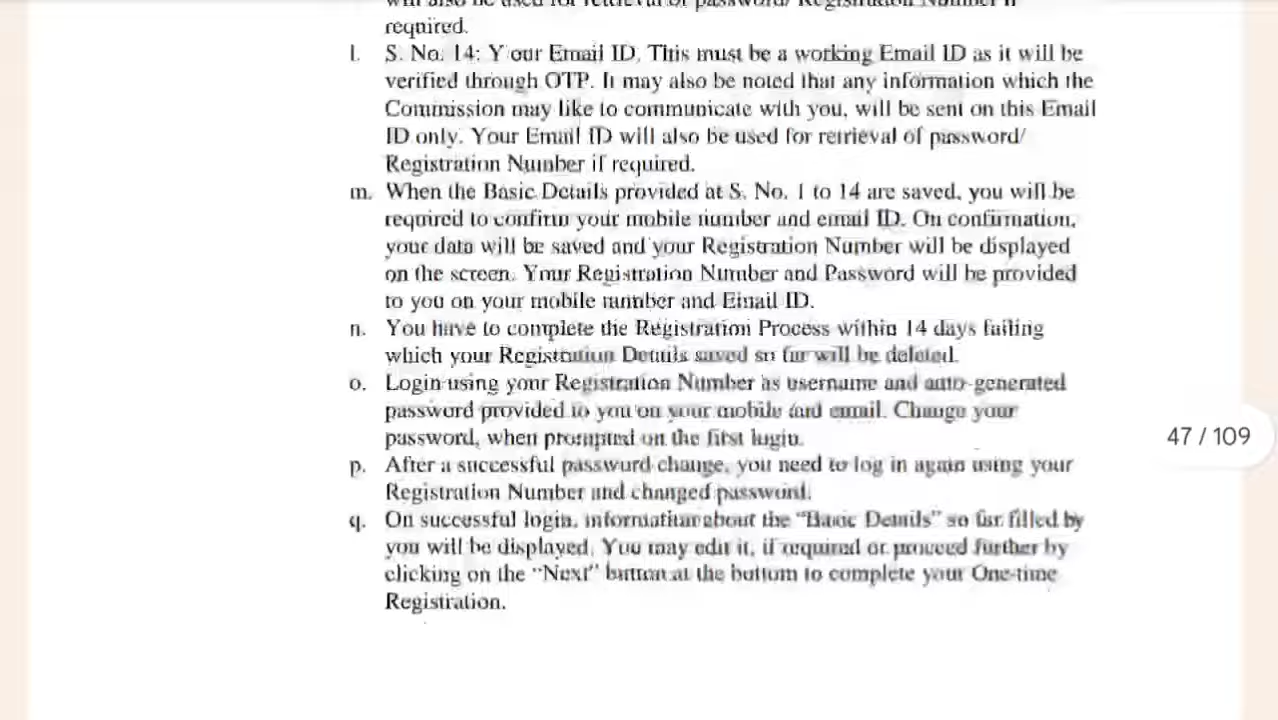 will also be used for retrieval of password/ Registration Number if
required.
l. S. No. 14: Your Email ID. This must be a working Email ID as it will be
verified through OTP. It may also be noted that any information which the
Commission may like to communicate with you, will be sent on this Email
ID only. Your Email ID will also be used for retrieval of password/
Registration Number if required.
m. When the Basic Details provided at S. No. 1 to 14 are saved, you will be
required to confirm your mobile number and email ID. On confirmation,
your data will be saved and your Registration Number will be displayed
on the screen. Your Registration Number and Password will be provided
to you on your mobile number and Email ID.
n. You have to complete the Registration Process within 14 days failing
which your Registration Details saved so far will be deleted.
o. Login using your Registration Number as username and auto-generated
password provided to you on your mobile and email. Change your
password, when prompted on the first login.
p. After a successful password change, you need to log in again using your
Registration Number and changed password.
q. On successful login, information about the "Basic Details" so far filled by
you will be displayed. You may edit it, if required or proceed further by
clicking on the "Next" button at the bottom to complete your One-time
Registration.
47 / 109